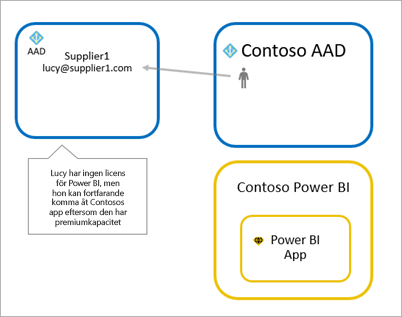 AAD
Supplier1
lucy@supplier1.com
Contoso AAD
Lucy har ingen licens
för Power BI, men
hon kan fortfarande
komma åt Contosos
app eftersom den har
premiumkapacitet
Contoso Power BI
Power BI
App